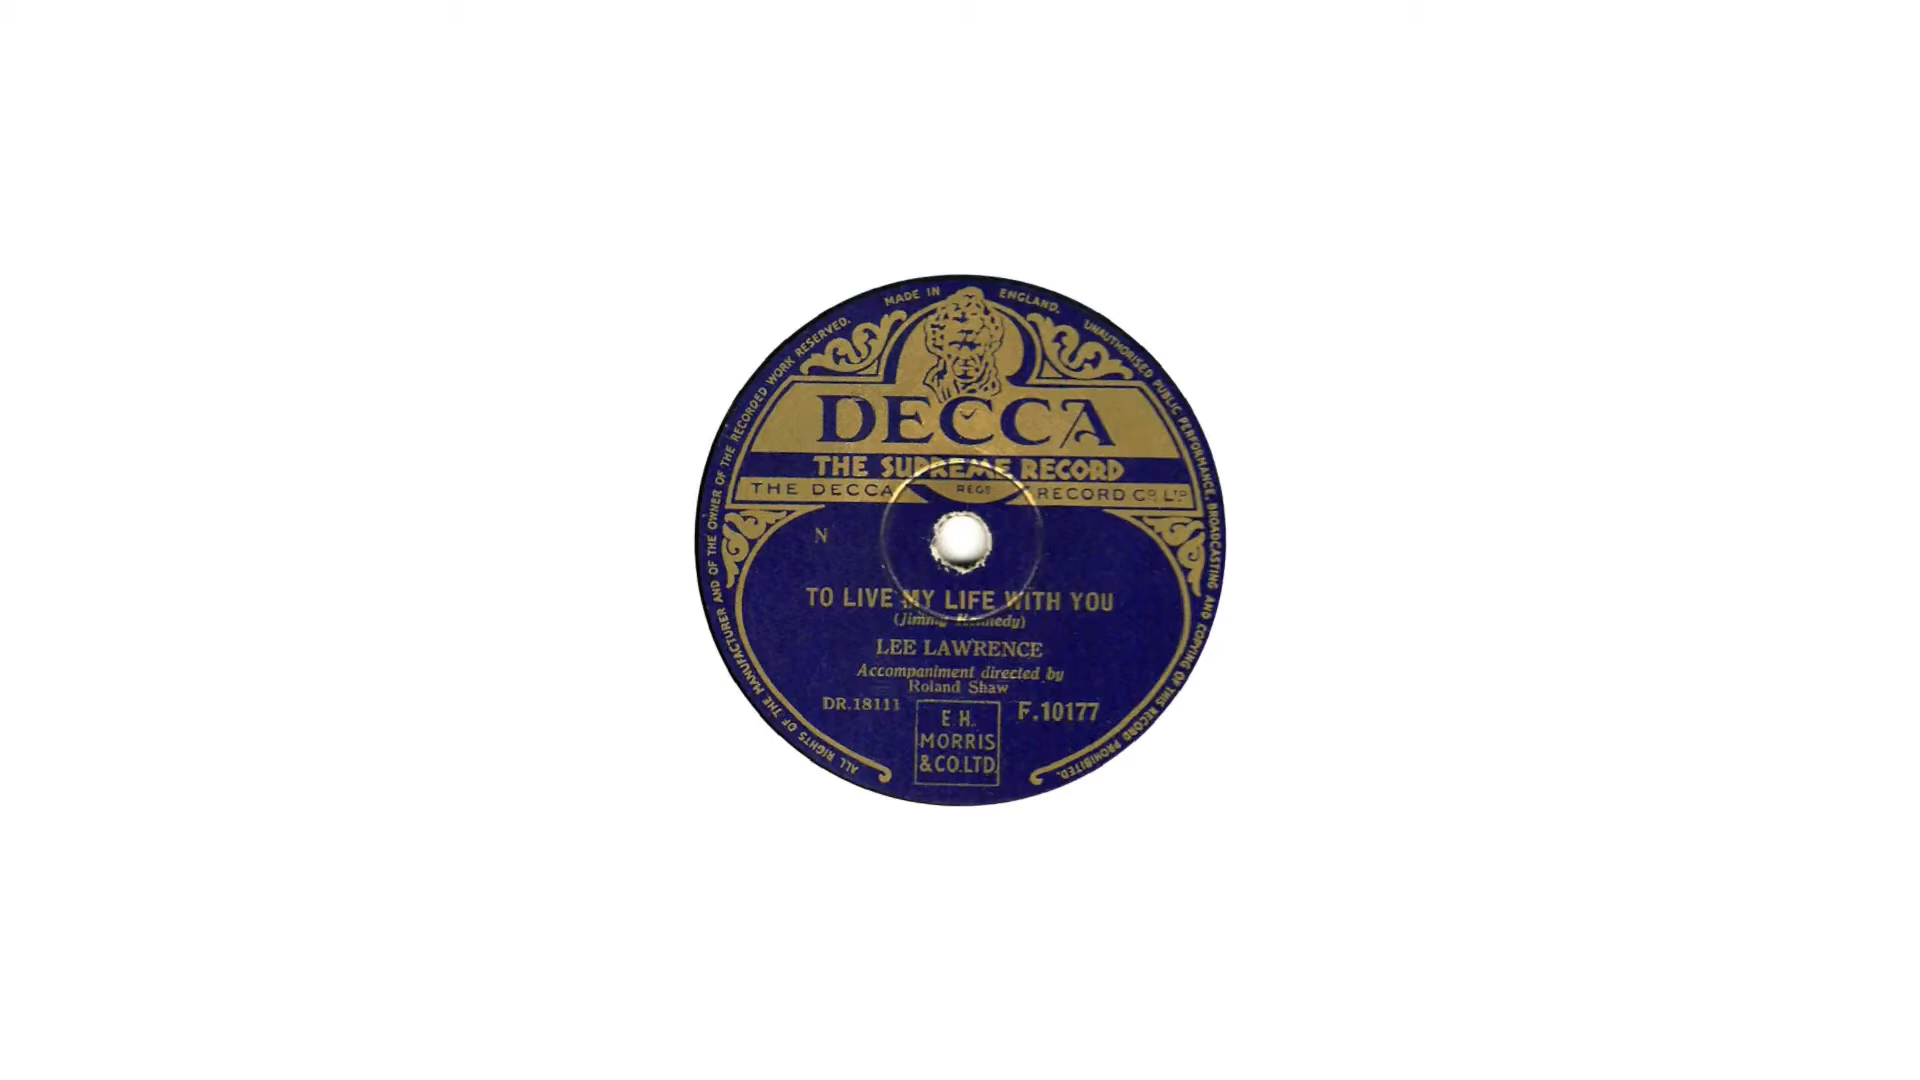 MADE IN ENGLAND.
ALL RIGHTS OF THE MANUFACTURER AND OF THE OWNER OF THE RECORDED WORK RESERVED.
UNAUTHORISED PUBLIC PERFORMANCE, BROADCASTING AND COPYING OF THIS RECORD PROHIBITED.
DECCA
THE SUPREME RECORD
THE DECCA REGD RECORD CO. LTD
N
TO LIVE MY LIFE WITH YOU
(Jimmy Kennedy)
LEE LAWRENCE
Accompaniment directed by
Roland Shaw
DR.18111 F.10177
E.H.
MORRIS
& CO.LTD.